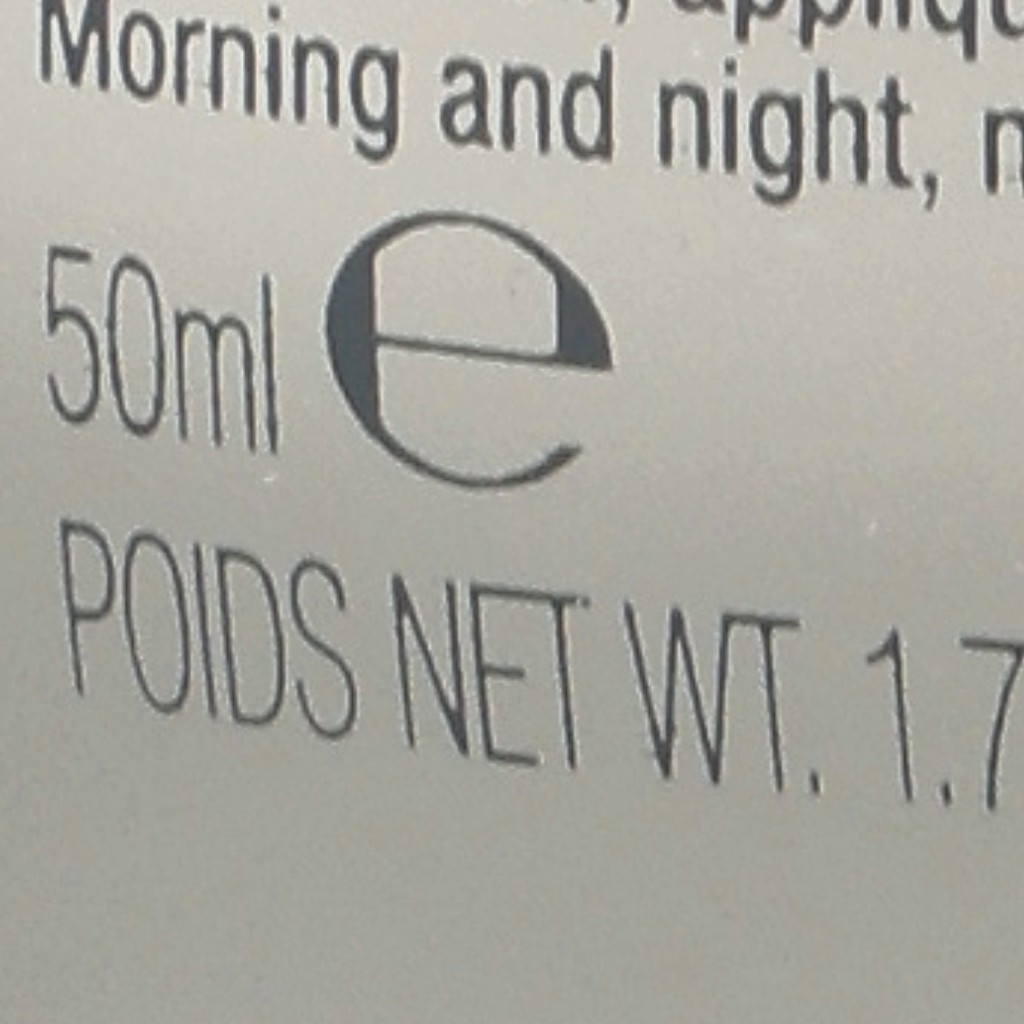 Morning and night,
50ml e
POIDS NET WT. 1.7